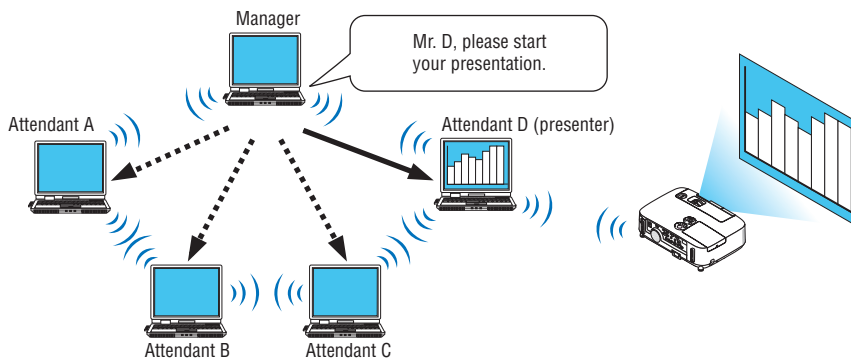 Manager
Mr. D, please start
your presentation.
Attendant A
Attendant D (presenter)
Attendant B
Attendant C